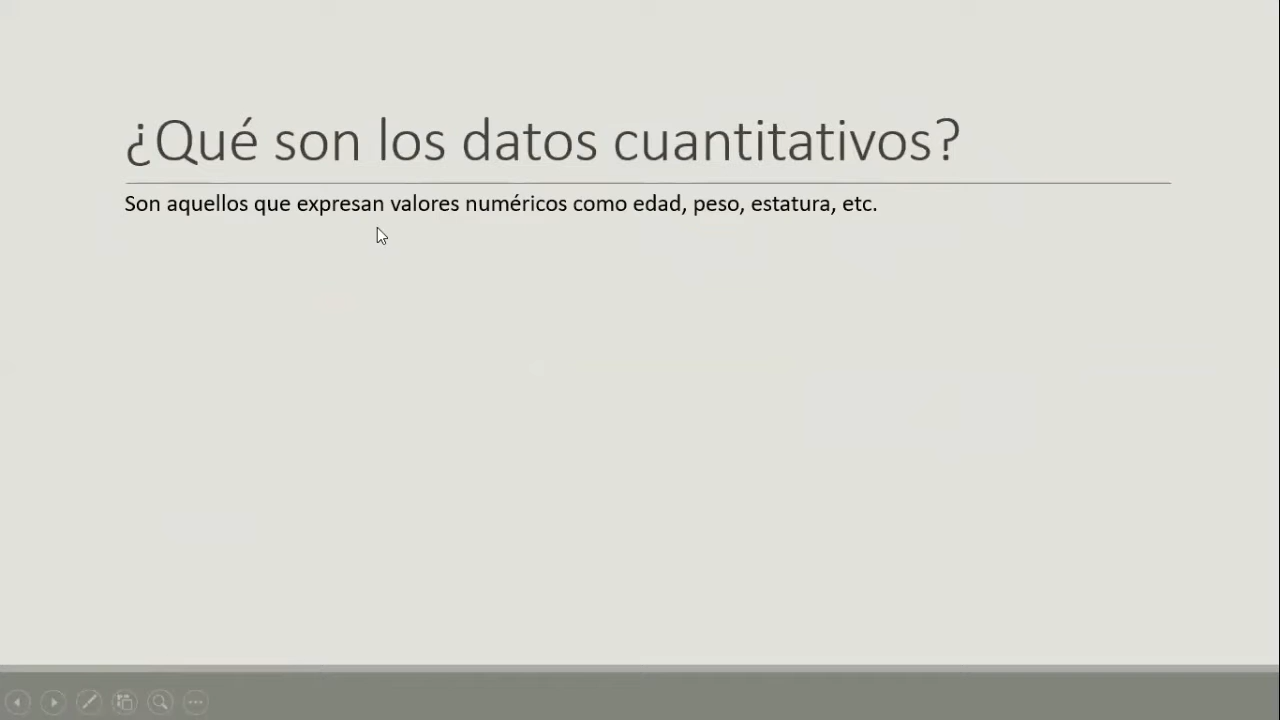 ¿Qué son los datos cuantitativos?
Son aquellos que expresan valores numéricos como edad, peso, estatura, etc.